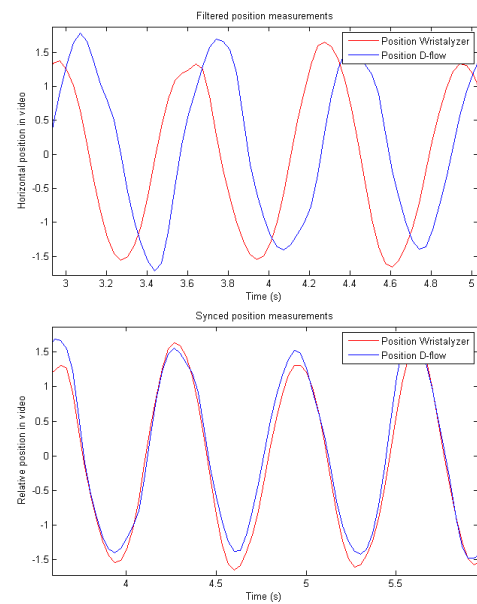 Filtered position measurements
Position Wristalyzer
Position D-flow
Horizontal position in video
1.5
1
0.5
0
-0.5
-1
-1.5
3 3.2 3.4 3.6 3.8 4 4.2 4.4 4.6 4.8 5
Time (s)
Synced position measurements
Position Wristalyzer
Position D-flow
Relative position in video
1.5
1
0.5
0
-0.5
-1
-1.5
4 4.5 5 5.5
Time (s)